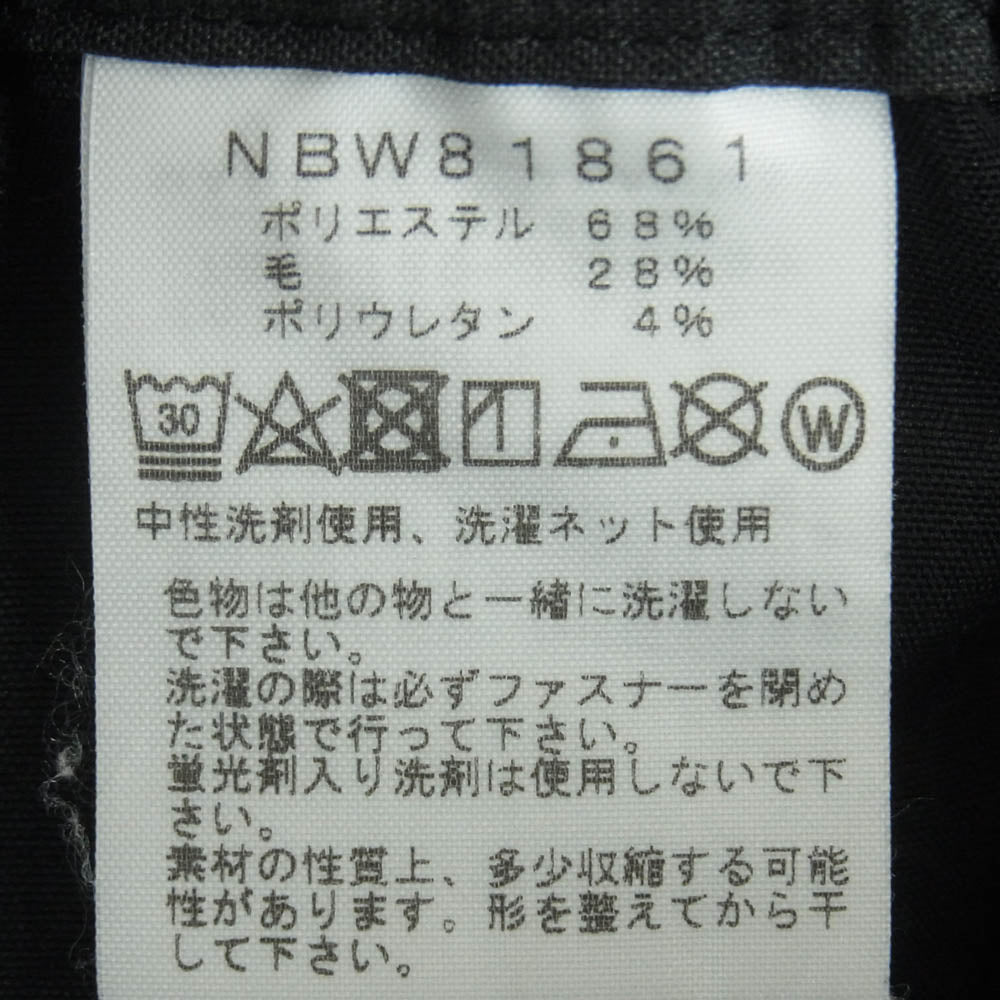 NBW81861
ポリエステル 68%
毛 28%
ポリウレタン 4%
30 W
中性洗剤使用、洗濯ネット使用
色物は他の物と一緒に洗濯しない
で下さい。
洗濯の際は必ずファスナーを閉め
た状態で行って下さい。
蛍光剤入り洗剤は使用しないで下
さい。
素材の性質上、多少収縮する可能
性があります。形を整えてから干
して下さい。